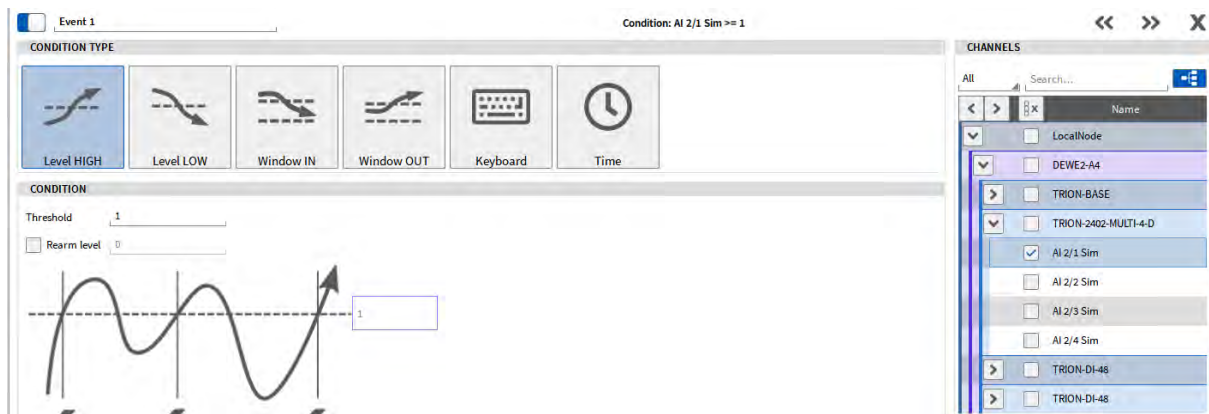 Event 1
Condition: AI 2/1 Sim >= 1
<< >> X
CONDITION TYPE
Level HIGH Level LOW Window IN Window OUT Keyboard Time
CONDITION
Threshold 1
Rearm level 0
1
CHANNELS
All Search...
< > x Name
LocalNode
DEWE2-A4
TRION-BASE
TRION-2402-MULTI-4-D
AI 2/1 Sim
AI 2/2 Sim
AI 2/3 Sim
AI 2/4 Sim
TRION-DI-48
TRION-DI-48